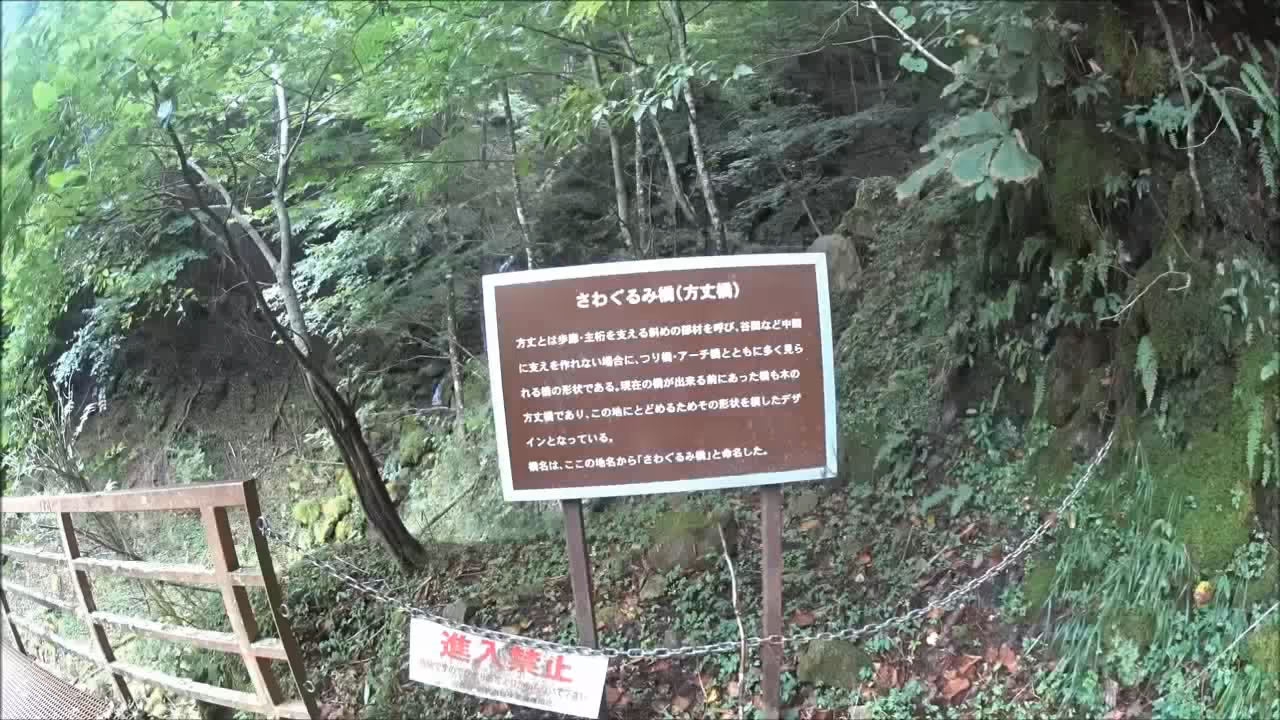 さわぐるみ橋(方丈橋)
方丈とは歩廊・主桁を支える斜めの部材を呼び、谷間など中間
に支えを作れない場合に、つり橋・アーチ橋とともに多く見ら
れる橋の形状である。現在の橋が出来る前にあった橋も木の
方丈橋であり、この地にとどめるためその形状を模したデザ
インとなっている。
橋名は、ここの地名から「さわぐるみ橋」と命名した。
進入禁止